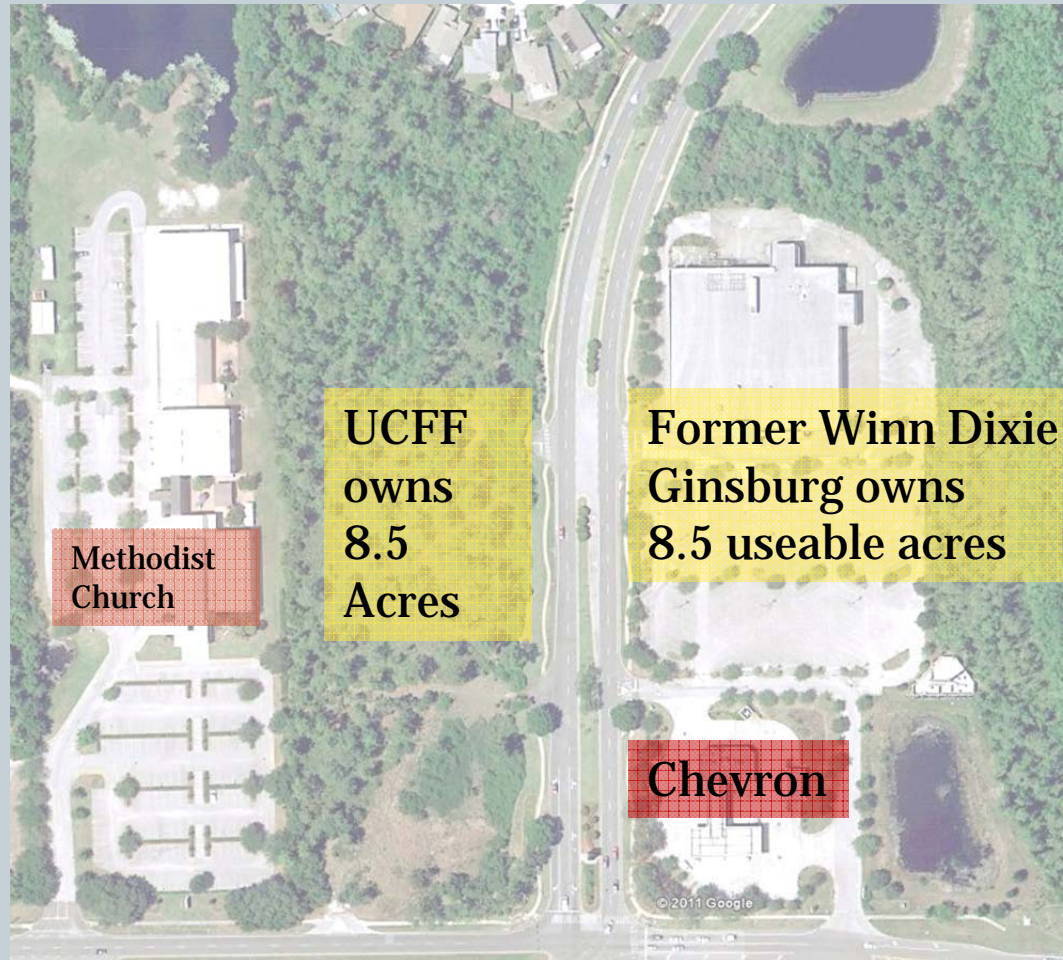 UCFF
owns
8.5
Acres
Former Winn Dixie
Ginsburg owns
8.5 useable acres
Methodist
Church
Chevron
© 2011 Google